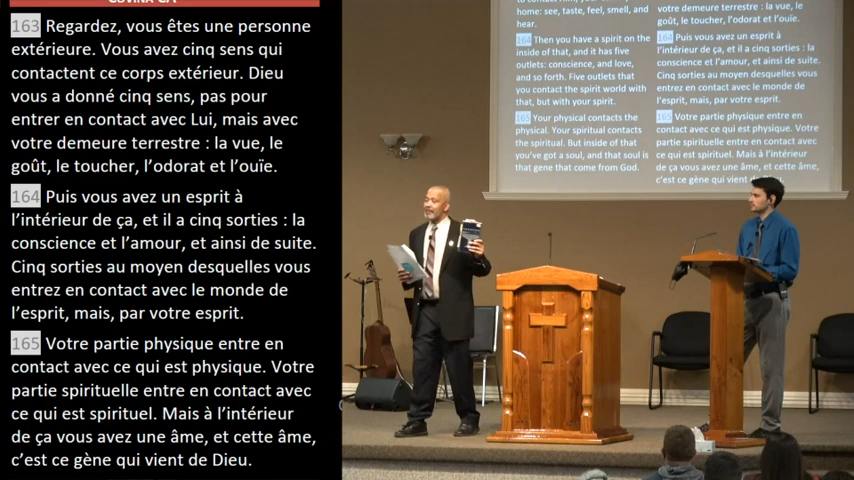 COVINA CA
163 Regardez, vous êtes une personne
extérieure. Vous avez cinq sens qui
contactent ce corps extérieur. Dieu
vous a donné cinq sens, pas pour
entrer en contact avec Lui, mais avec
votre demeure terrestre : la vue, le
goût, le toucher, l’odorat et l’ouïe.
164 Puis vous avez un esprit à
l’intérieur de ça, et il a cinq sorties : la
conscience et l’amour, et ainsi de suite.
Cinq sorties au moyen desquelles vous
entrez en contact avec le monde de
l’esprit, mais, par votre esprit.
165 Votre partie physique entre en
contact avec ce qui est physique. Votre
partie spirituelle entre en contact avec
ce qui est spirituel. Mais à l’intérieur
de ça vous avez une âme, et cette âme,
c’est ce gène qui vient de Dieu.
home: see, taste, feel, smell, and
hear.
164 Then you have a spirit on the
inside of that, and it has five
outlets: conscience, and love,
and so forth. Five outlets that
you contact the spirit world with
that, but with your spirit.
165 Your physical contacts the
physical. Your spiritual contacts
the spiritual. But inside of that
you’ve got a soul, and that soul is
that gene that come from God.
votre demeure terrestre : la vue, le
goût, le toucher, l’odorat et l’ouïe.
164 Puis vous avez un esprit à
l’intérieur de ça, et il a cinq sorties : la
conscience et l’amour, et ainsi de suite.
Cinq sorties au moyen desquelles vous
entrez en contact avec le monde de
l’esprit, mais, par votre esprit.
165 Votre partie physique entre en
contact avec ce qui est physique. Votre
partie spirituelle entre en contact avec
ce qui est spirituel. Mais à l’intérieur
de ça vous avez une âme, et cette âme,
c’est ce gène qui vient de Dieu.